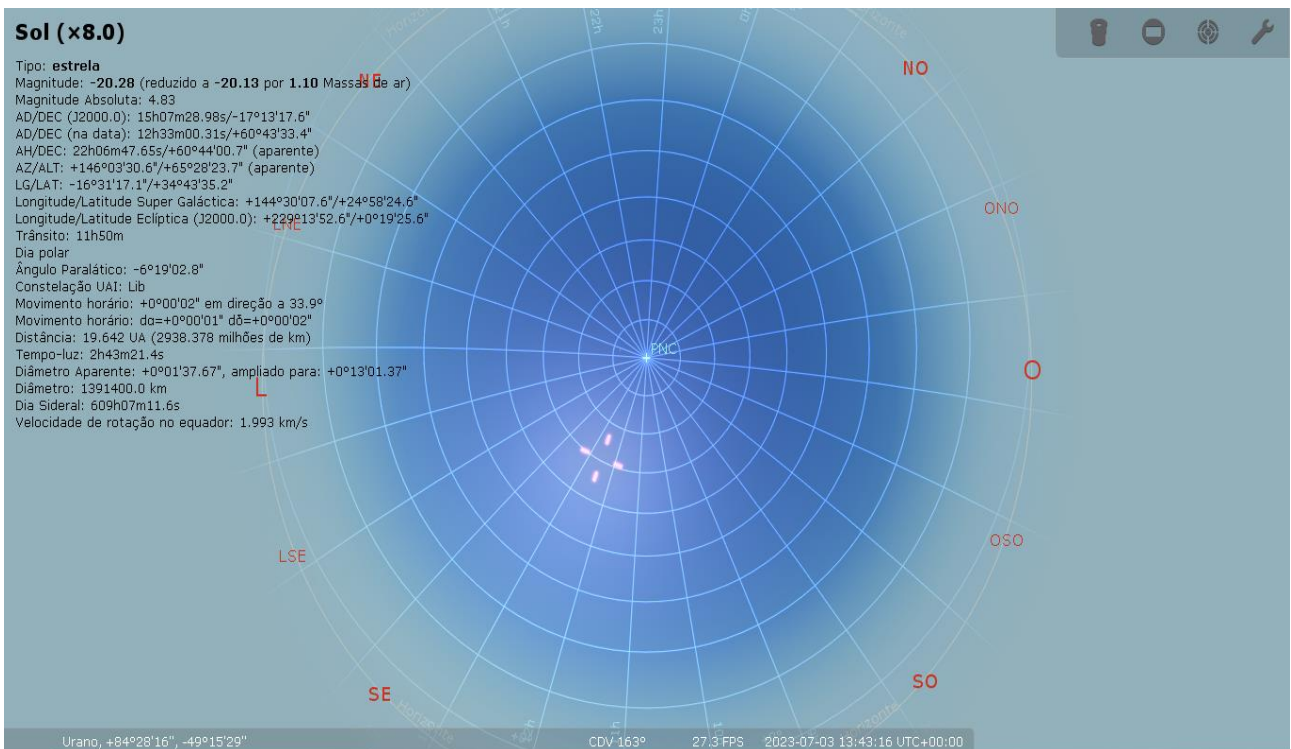 Sol (×8.0)
Tipo: estrela
Magnitude: -20.28 (reduzido a -20.13 por 1.10 Massas de ar)
Magnitude Absoluta: 4.83
AD/DEC (J2000.0): 15h07m28.98s/-17°13'17.6"
AD/DEC (na data): 12h33m00.31s/+60°43'33.4"
AH/DEC: 22h06m47.65s/+60°44'00.7" (aparente)
AZ/ALT: +146°03'30.6"/+65°28'23.7" (aparente)
LG/LAT: -16°31'17.1"/+34°43'35.2"
Longitude/Latitude Super Galáctica: +144°30'07.6"/+24°58'24.6"
Longitude/Latitude Eclíptica (J2000.0): +229°13'52.6"/+0°19'25.6"
Trânsito: 11h50m
Dia polar
Ângulo Paralático: -6°19'02.8"
Constelação UAI: Lib
Movimento horário: +0°00'02" em direção a 33.9°
Movimento horário: dα=+0°00'01" dδ=+0°00'02"
Distância: 19.642 UA (2938.378 milhões de km)
Tempo-luz: 2h43m21.4s
Diâmetro Aparente: +0°01'37.67", ampliado para: +0°13'01.37"
Diâmetro: 1391400.0 km
Dia Sideral: 609h07m11.6s
Velocidade de rotação no equador: 1.993 km/s
Horizonte
22h
23h
0h
Horizonte
NE
NO
LNE
ONO
PNC
L
O
LSE
OSO
SE
SO
Horizonte
Horizonte
Urano, +84°28'16", -49°15'29"
CDV 163°
27.3 FPS
2023-07-03 13:43:16 UTC+00:00